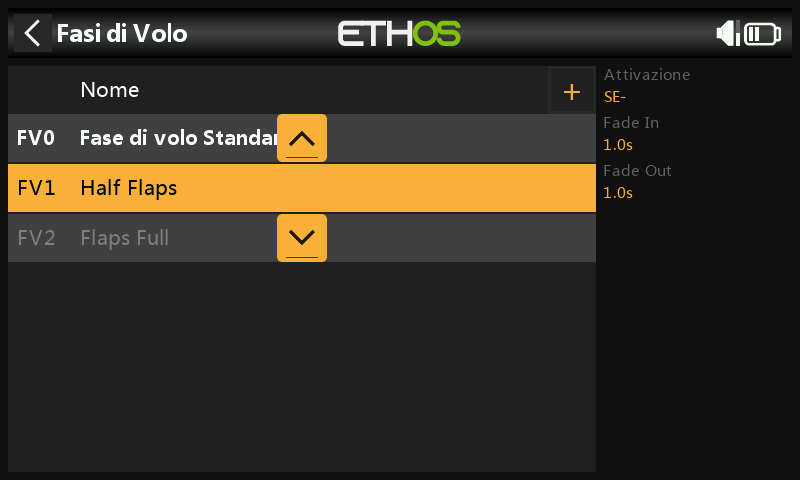 Fasi di Volo
ETHOS
Nome
+
FV0 Fase di volo Standar
FV1 Half Flaps
FV2 Flaps Full
Attivazione
SE-
Fade In
1.0s
Fade Out
1.0s